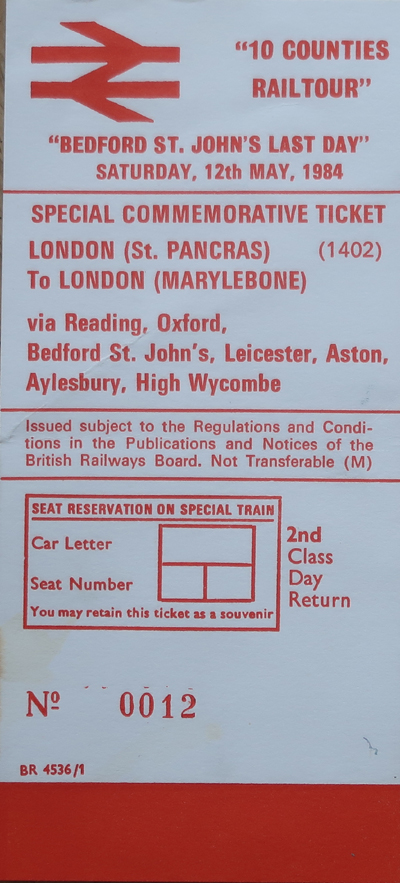 "10 COUNTIES
RAILTOUR"
"BEDFORD ST. JOHN'S LAST DAY"
SATURDAY, 12th MAY, 1984
SPECIAL COMMEMORATIVE TICKET
LONDON (St. PANCRAS) (1402)
To LONDON (MARYLEBONE)
via Reading, Oxford,
Bedford St. John's, Leicester, Aston,
Aylesbury, High Wycombe
Issued subject to the Regulations and Condi-
tions in the Publications and Notices of the
British Railways Board. Not Transferable (M)
SEAT RESERVATION ON SPECIAL TRAIN
Car Letter
Seat Number
You may retain this ticket as a souvenir
2nd
Class
Day
Return
Nº 0012
BR 4536/1